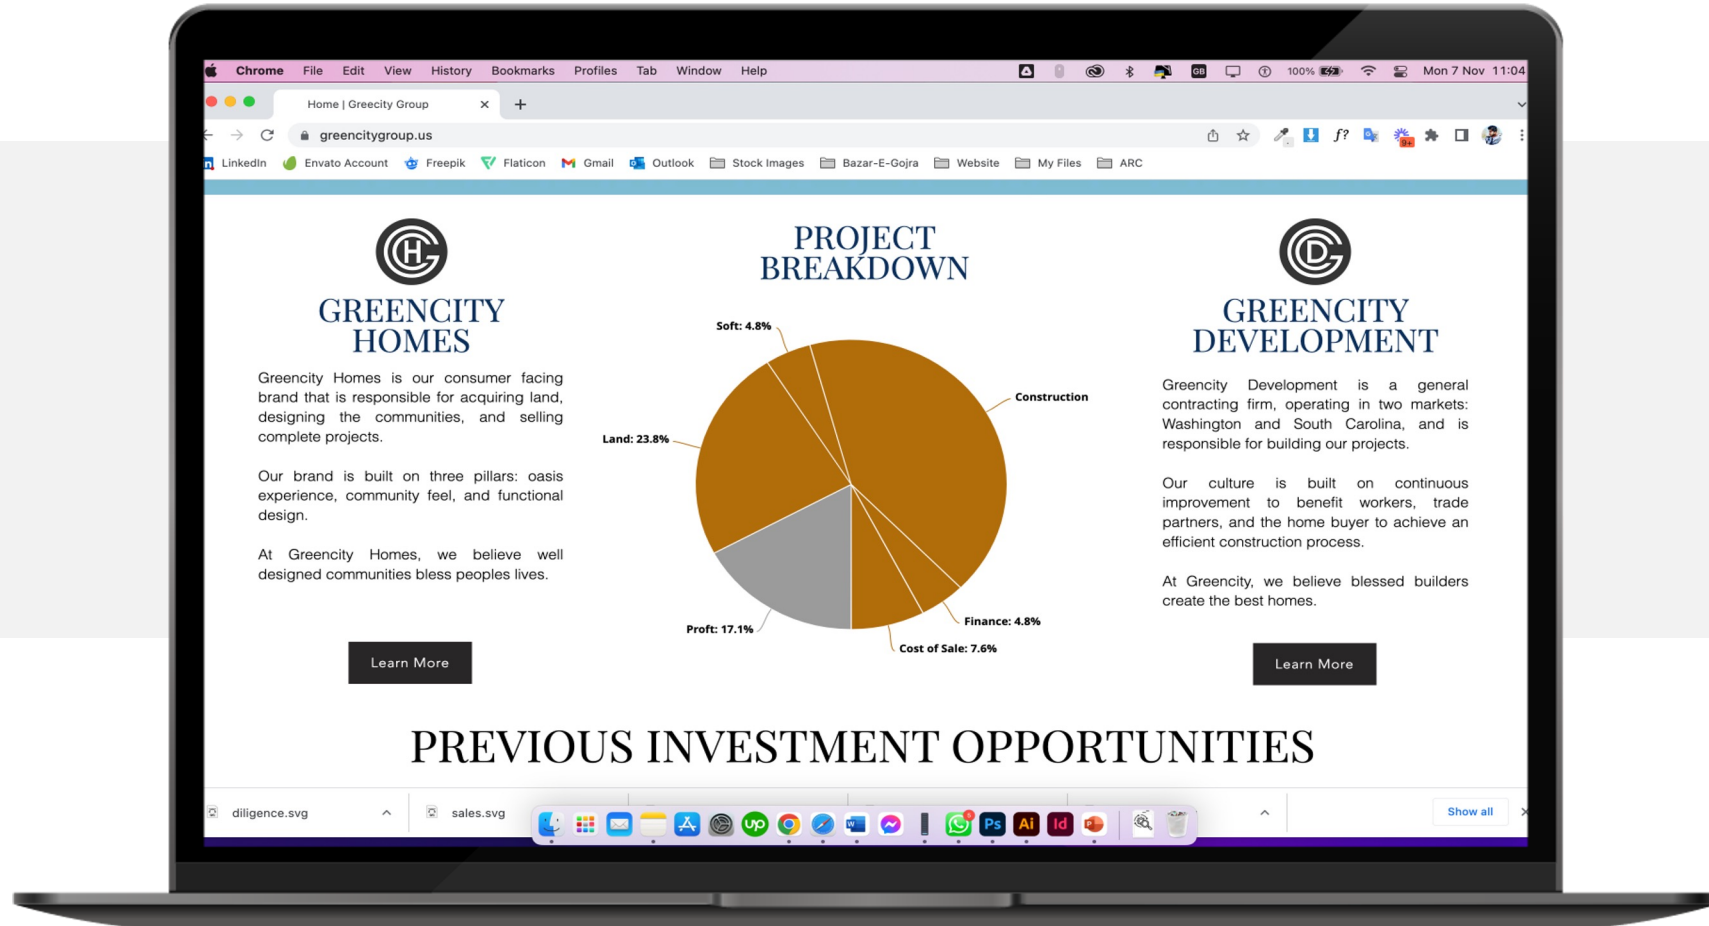 Chrome File Edit View History Bookmarks Profiles Tab Window Help GB 100% Mon 7 Nov 11:04
Home | Greecity Group
greencitygroup.us f? 9+
LinkedIn Envato Account Freepik Flaticon Gmail Outlook Stock Images Bazar-E-Gojra Website My Files ARC
GREENCITY
HOMES
Greencity Homes is our consumer facing
brand that is responsible for acquiring land,
designing the communities, and selling
complete projects.
Our brand is built on three pillars: oasis
experience, community feel, and functional
design.
At Greencity Homes, we believe well
designed communities bless peoples lives.
Learn More
PROJECT
BREAKDOWN
Soft: 4.8%
Construction
Land: 23.8%
Finance: 4.8%
Proft: 17.1%
Cost of Sale: 7.6%
GREENCITY
DEVELOPMENT
Greencity Development is a general
contracting firm, operating in two markets:
Washington and South Carolina, and is
responsible for building our projects.
Our culture is built on continuous
improvement to benefit workers, trade
partners, and the home buyer to achieve an
efficient construction process.
At Greencity, we believe blessed builders
create the best homes.
Learn More
PREVIOUS INVESTMENT OPPORTUNITIES
diligence.svg
sales.svg
Show all
up W 5 Ps Ai Id P